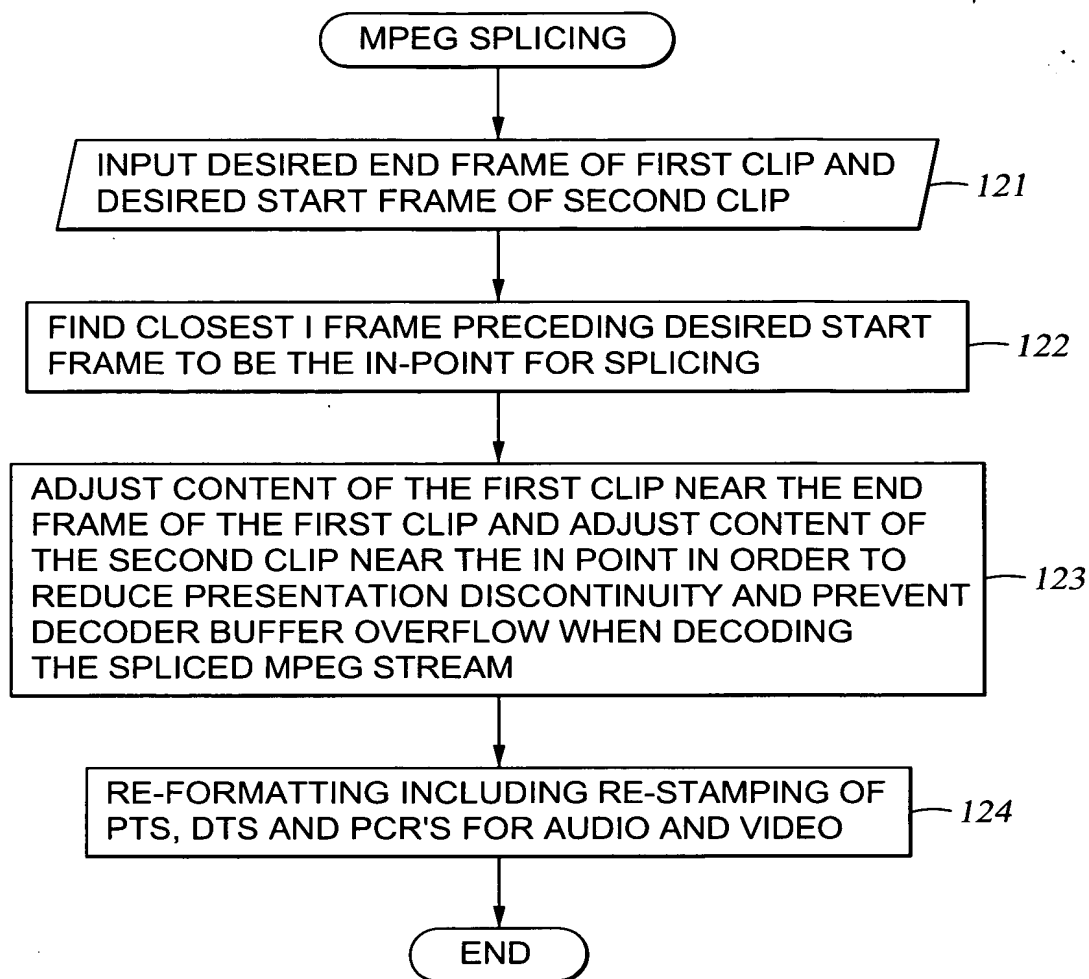 MPEG SPLICING
INPUT DESIRED END FRAME OF FIRST CLIP AND
DESIRED START FRAME OF SECOND CLIP
121
FIND CLOSEST I FRAME PRECEDING DESIRED START
FRAME TO BE THE IN-POINT FOR SPLICING
122
ADJUST CONTENT OF THE FIRST CLIP NEAR THE END
FRAME OF THE FIRST CLIP AND ADJUST CONTENT OF
THE SECOND CLIP NEAR THE IN POINT IN ORDER TO
REDUCE PRESENTATION DISCONTINUITY AND PREVENT
DECODER BUFFER OVERFLOW WHEN DECODING
THE SPLICED MPEG STREAM
123
RE-FORMATTING INCLUDING RE-STAMPING OF
PTS, DTS AND PCR'S FOR AUDIO AND VIDEO
124
END